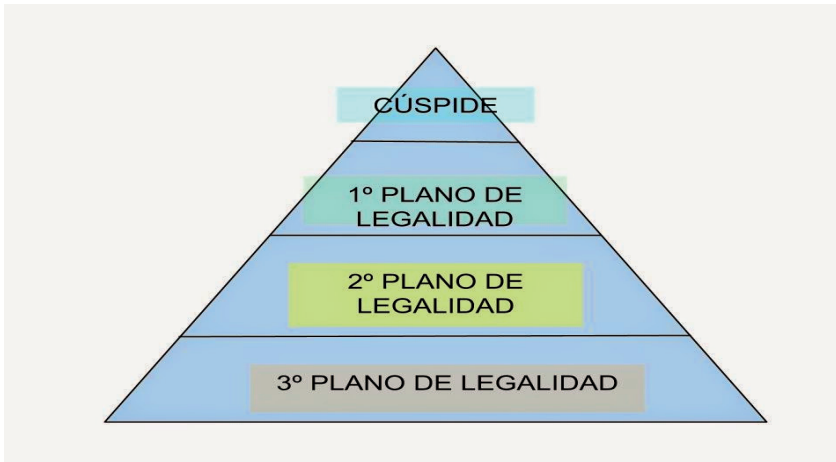 CÚSPIDE
1º PLANO DE
LEGALIDAD
2º PLANO DE
LEGALIDAD
3º PLANO DE LEGALIDAD